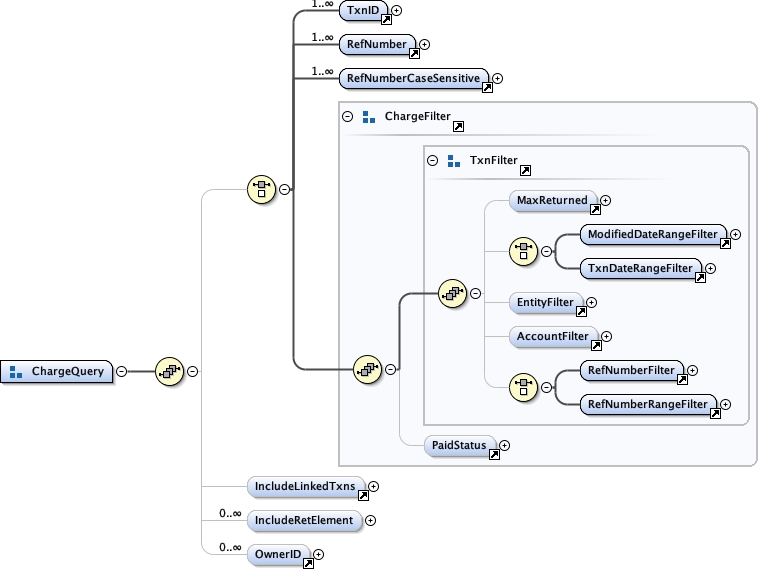 1..∞ TxnID
1..∞ RefNumber
1..∞ RefNumberCaseSensitive
ChargeFilter
TxnFilter
MaxReturned
ModifiedDateRangeFilter
TxnDateRangeFilter
EntityFilter
AccountFilter
RefNumberFilter
RefNumberRangeFilter
ChargeQuery
PaidStatus
IncludeLinkedTxns
0..∞ IncludeRetElement
0..∞ OwnerID